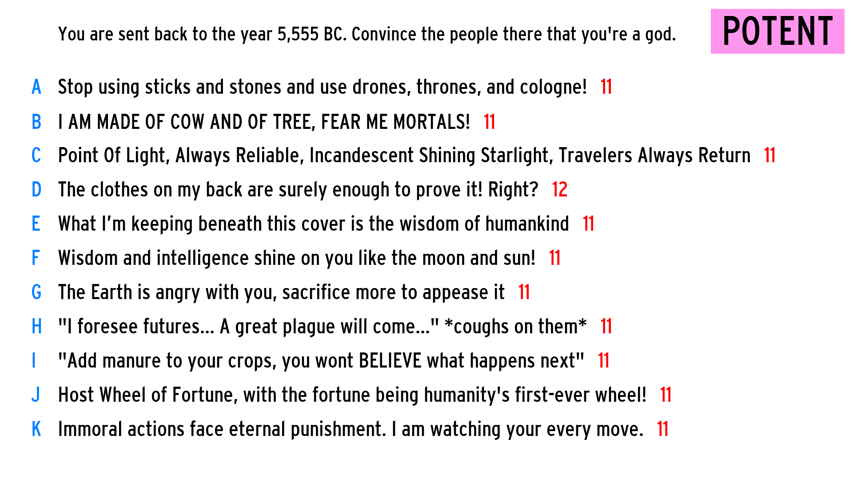 You are sent back to the year 5,555 BC. Convince the people there that you're a god.
POTENT
A Stop using sticks and stones and use drones, thrones, and cologne! 11
B I AM MADE OF COW AND OF TREE, FEAR ME MORTALS! 11
C Point Of Light, Always Reliable, Incandescent Shining Starlight, Travelers Always Return 11
D The clothes on my back are surely enough to prove it! Right? 12
E What I'm keeping beneath this cover is the wisdom of humankind 11
F Wisdom and intelligence shine on you like the moon and sun! 11
G The Earth is angry with you, sacrifice more to appease it 11
H "I foresee futures... A great plague will come..." *coughs on them* 11
I "Add manure to your crops, you wont BELIEVE what happens next" 11
J Host Wheel of Fortune, with the fortune being humanity's first-ever wheel! 11
K Immoral actions face eternal punishment. I am watching your every move. 11